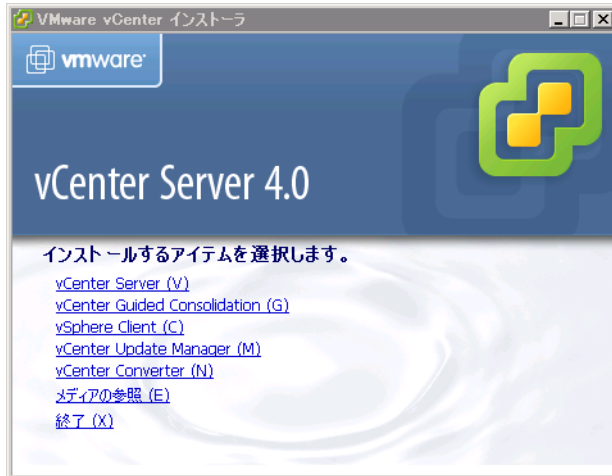 VMware vCenter インストーラ
vmware
vCenter Server 4.0
インストールするアイテムを選択します。
vCenter Server (V)
vCenter Guided Consolidation (G)
vSphere Client (C)
vCenter Update Manager (M)
vCenter Converter (N)
メディアの参照 (E)
終了 (X)